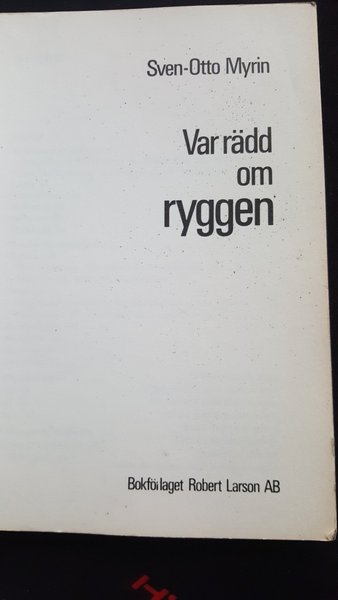 Sven-Otto Myrin
Var rädd
om
ryggen
Bokförlaget Robert Larson AB